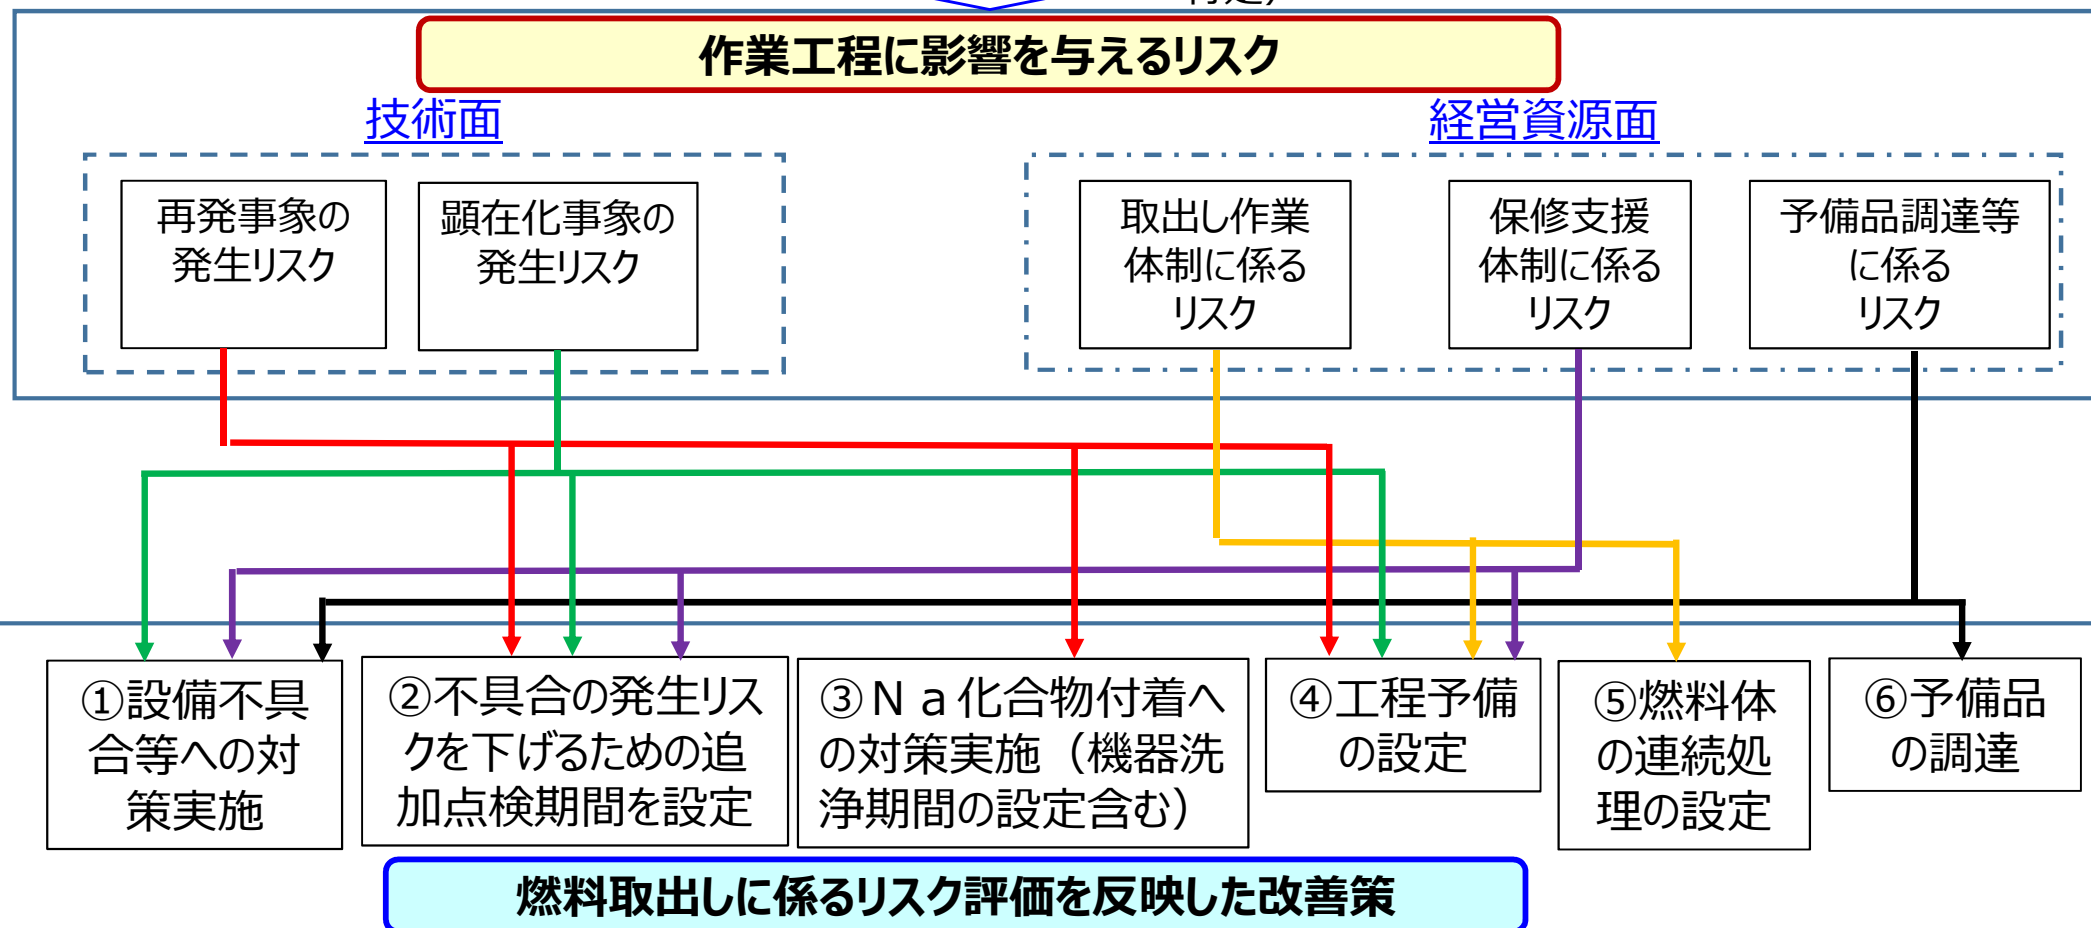 作業工程に影響を与えるリスク
技術面
経営資源面
再発事象の
発生リスク
顕在化事象の
発生リスク
取出し作業
体制に係る
リスク
保修支援
体制に係る
リスク
予備品調達等
に係る
リスク
①設備不具
合等への対
策実施
②不具合の発生リス
クを下げるための追
加点検期間を設定
③Ｎａ化合物付着へ
の対策実施（機器洗
浄期間の設定含む）
④工程予備
の設定
⑤燃料体
の連続処
理の設定
⑥予備品
の調達
燃料取出しに係るリスク評価を反映した改善策